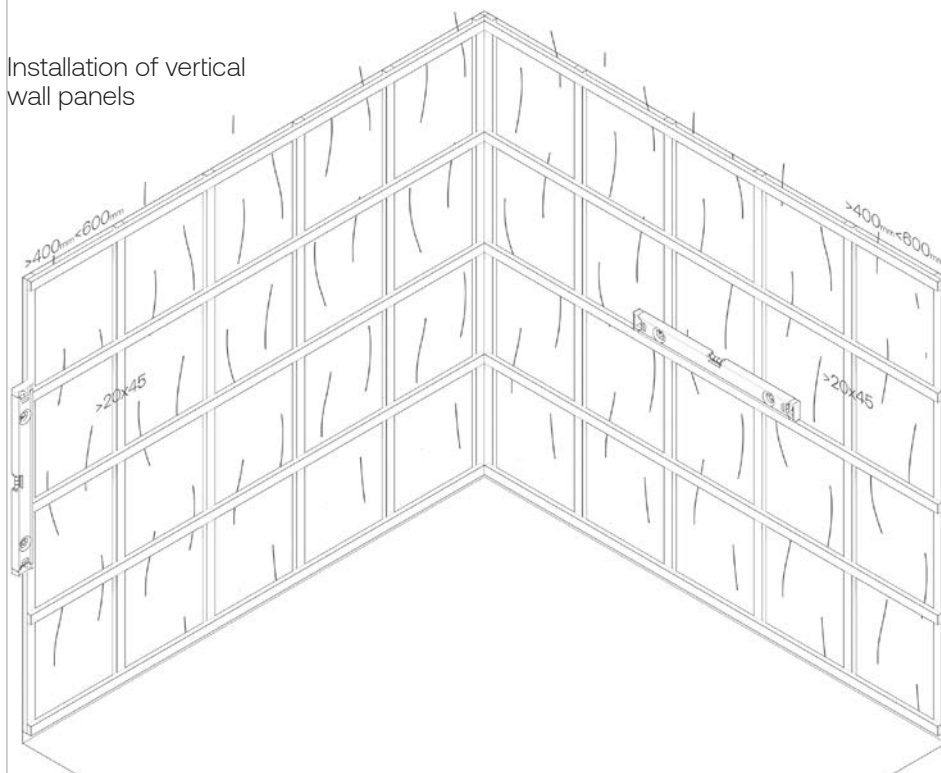 Installation of vertical
wall panels
>400mm<600mm
>400mm<600mm
>20x45
>20x45